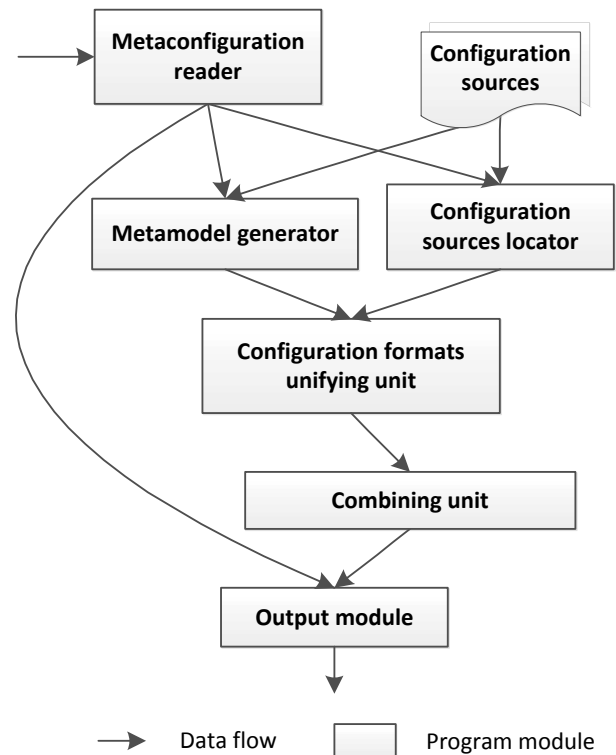 Metaconfiguration
reader
Configuration
sources
Metamodel generator
Configuration
sources locator
Configuration formats
unifying unit
Combining unit
Output module
Data flow
Program module